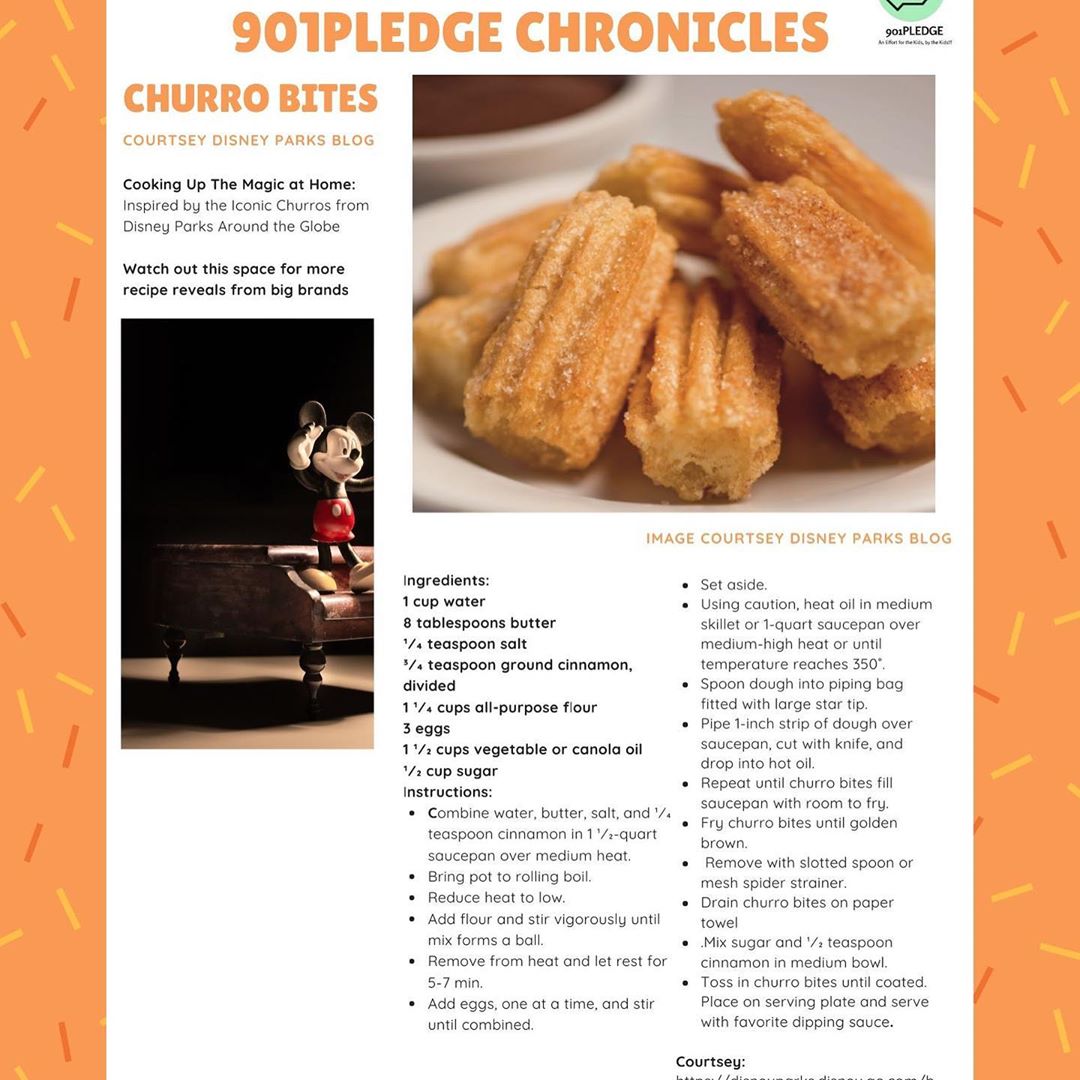 901PLEDGE CHRONICLES
901PLEDGE
An Effort for the Kids, by the Kids!!!
CHURRO BITES
COURTSEY DISNEY PARKS BLOG
Cooking Up The Magic at Home:
Inspired by the Iconic Churros from
Disney Parks Around the Globe
Watch out this space for more
recipe reveals from big brands
IMAGE COURTSEY DISNEY PARKS BLOG
Ingredients:
1 cup water
8 tablespoons butter
¹/₄ teaspoon salt
³/₄ teaspoon ground cinnamon,
divided
1 ¹/₄ cups all-purpose flour
3 eggs
1 ¹/₂ cups vegetable or canola oil
¹/₂ cup sugar
Instructions:
• Combine water, butter, salt, and ¹/₄
teaspoon cinnamon in 1 ¹/₂-quart
saucepan over medium heat.
• Bring pot to rolling boil.
• Reduce heat to low.
• Add flour and stir vigorously until
mix forms a ball.
• Remove from heat and let rest for
5-7 min.
• Add eggs, one at a time, and stir
until combined.
• Set aside.
• Using caution, heat oil in medium
skillet or 1-quart saucepan over
medium-high heat or until
temperature reaches 350˚.
• Spoon dough into piping bag
fitted with large star tip.
• Pipe 1-inch strip of dough over
saucepan, cut with knife, and
drop into hot oil.
• Repeat until churro bites fill
saucepan with room to fry.
• Fry churro bites until golden
brown.
• Remove with slotted spoon or
mesh spider strainer.
• Drain churro bites on paper
towel
• .Mix sugar and ¹/₂ teaspoon
cinnamon in medium bowl.
• Toss in churro bites until coated.
Place on serving plate and serve
with favorite dipping sauce.
Courtsey: